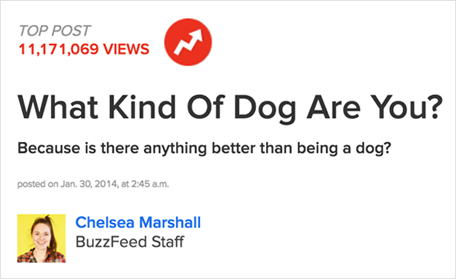 TOP POST
11,171,069 VIEWS
What Kind Of Dog Are You?
Because is there anything better than being a dog?
posted on Jan. 30, 2014, at 2:45 a.m.
Chelsea Marshall
BuzzFeed Staff